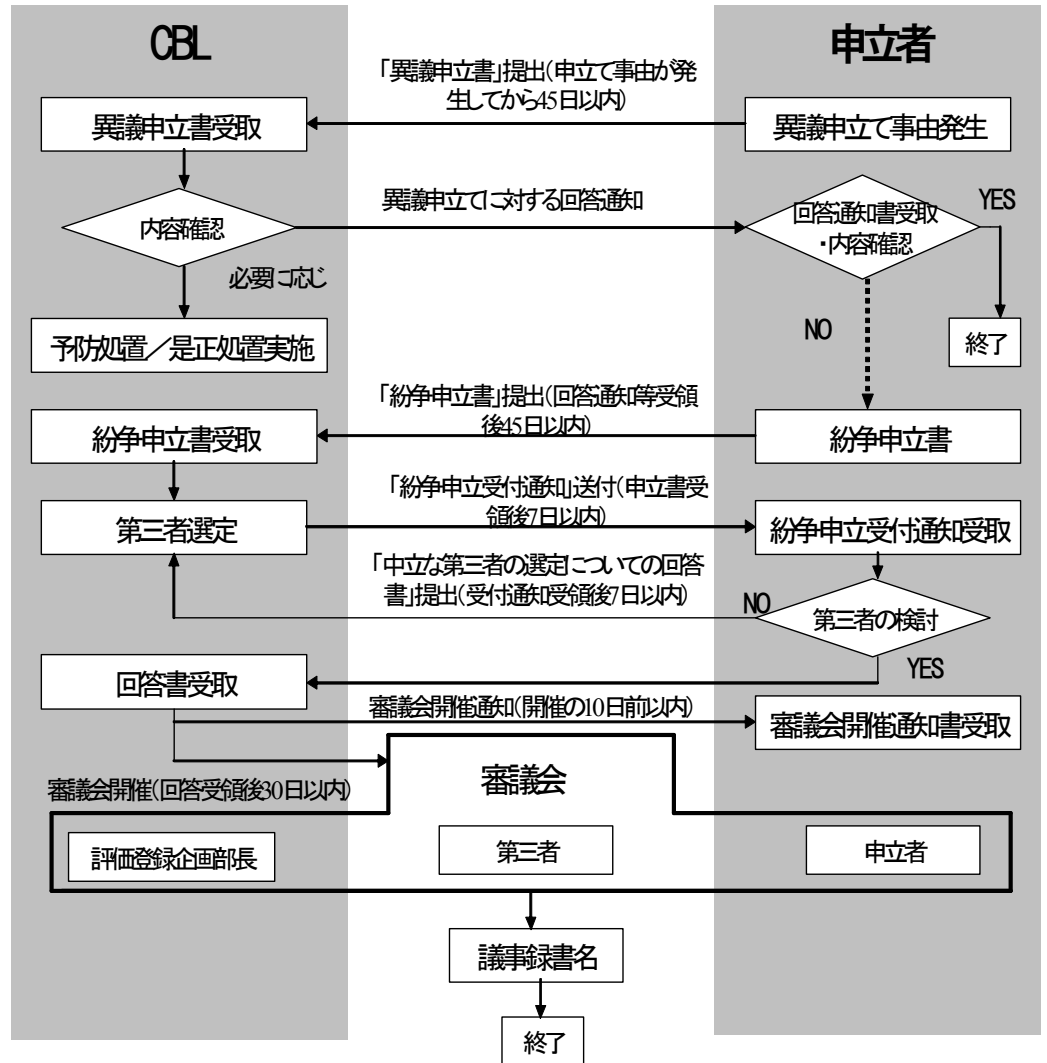 CBL
申立者
「異議申立書」提出(申立て事由が発
生してから45日以内)
異議申立書受取
異議申立て事由発生
異議申立てに対する回答通知
内容確認
回答通知書受取
・内容確認
YES
必要に応じ
NO
終了
予防処置／是正処置実施
「紛争申立書」提出(回答通知等受領
後45日以内)
紛争申立書受取
紛争申立書
「紛争申立受付通知」送付(申立書受
領後7日以内)
第三者選定
紛争申立受付通知受取
「中立な第三者の選定についての回答
書」提出(受付通知受領後7日以内)
NO
第三者の検討
YES
回答書受取
審議会開催通知(開催の10日前以内)
審議会開催通知書受取
審議会開催(回答受領後30日以内)
審議会
評価登録企画部長
第三者
申立者
議事録書名
終了